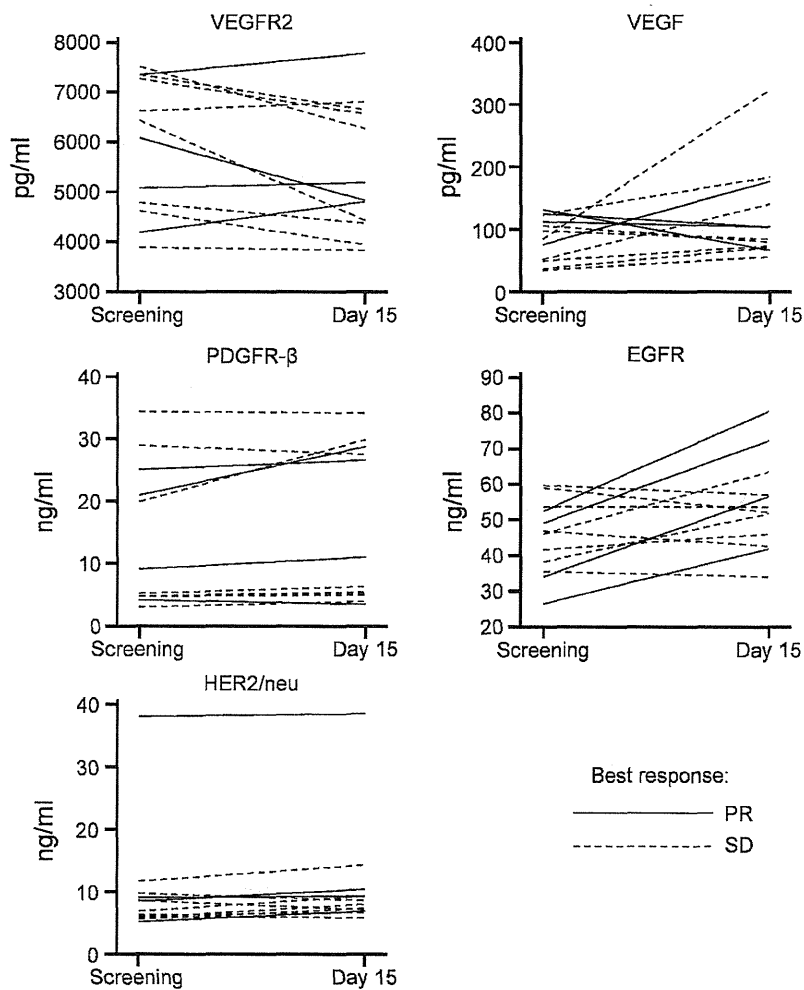 VEGFR2
8000
7000
6000
5000
4000
3000
pg/ml
Screening
Day 15
VEGF
400
300
200
100
0
pg/ml
Screening
Day 15
PDGFR-β
40
30
20
10
0
ng/ml
Screening
Day 15
EGFR
90
80
70
60
50
40
30
20
ng/ml
Screening
Day 15
HER2/neu
40
30
20
10
0
ng/ml
Screening
Day 15
Best response:
PR
SD